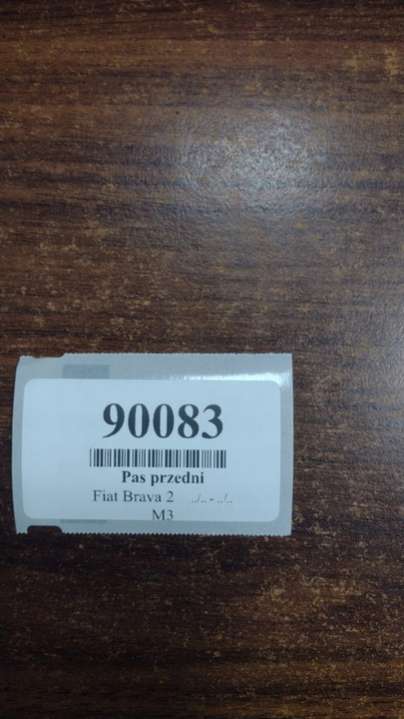 90083
Pas przedni
Fiat Brava 2 ../.. - ../..
M3